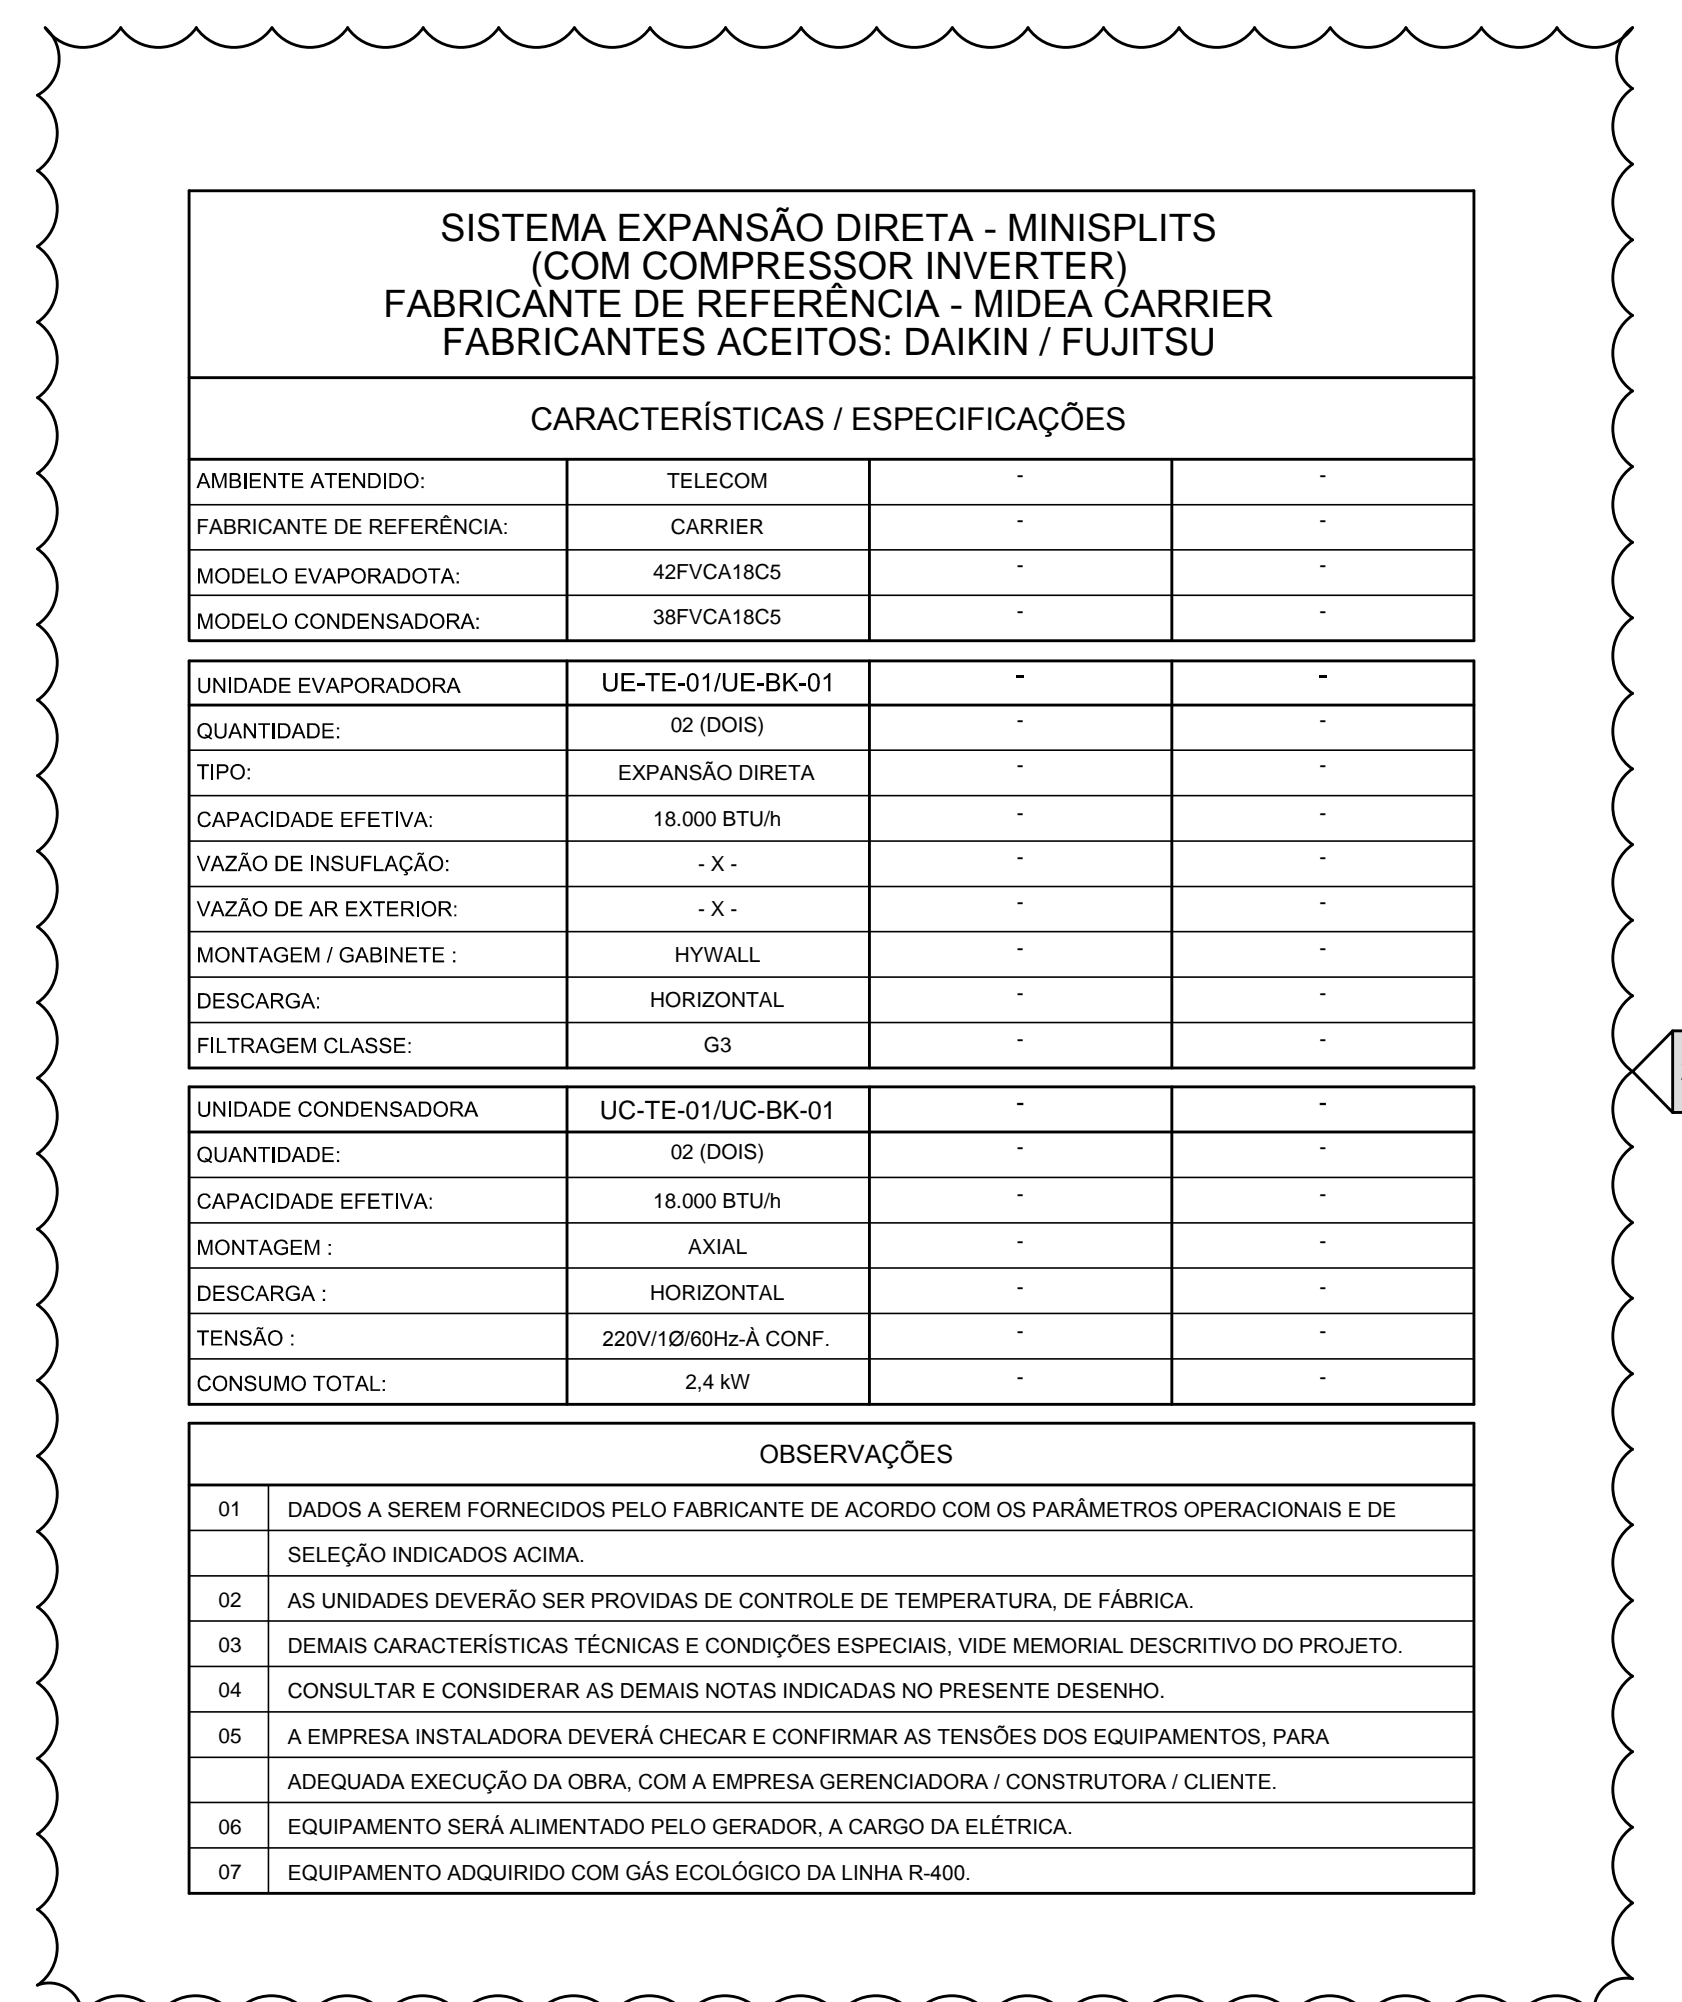 SISTEMA EXPANSÃO DIRETA - MINISPLITS
(COM COMPRESSOR INVERTER)
FABRICANTE DE REFERÊNCIA - MIDEA CARRIER
FABRICANTES ACEITOS: DAIKIN / FUJITSU
CARACTERÍSTICAS / ESPECIFICAÇÕES
AMBIENTE ATENDIDO: TELECOM - -
FABRICANTE DE REFERÊNCIA: CARRIER - -
MODELO EVAPORADOTA: 42FVCA18C5 - -
MODELO CONDENSADORA: 38FVCA18C5 - -
UNIDADE EVAPORADORA UE-TE-01/UE-BK-01 - -
QUANTIDADE: 02 (DOIS) - -
TIPO: EXPANSÃO DIRETA - -
CAPACIDADE EFETIVA: 18.000 BTU/h - -
VAZÃO DE INSUFLAÇÃO: - X - - -
VAZÃO DE AR EXTERIOR: - X - - -
MONTAGEM / GABINETE : HYWALL - -
DESCARGA: HORIZONTAL - -
FILTRAGEM CLASSE: G3 - -
UNIDADE CONDENSADORA UC-TE-01/UC-BK-01 - -
QUANTIDADE: 02 (DOIS) - -
CAPACIDADE EFETIVA: 18.000 BTU/h - -
MONTAGEM : AXIAL - -
DESCARGA : HORIZONTAL - -
TENSÃO : 220V/1Ø/60Hz-À CONF. - -
CONSUMO TOTAL: 2,4 kW - -
OBSERVAÇÕES
01 DADOS A SEREM FORNECIDOS PELO FABRICANTE DE ACORDO COM OS PARÂMETROS OPERACIONAIS E DE
SELEÇÃO INDICADOS ACIMA.
02 AS UNIDADES DEVERÃO SER PROVIDAS DE CONTROLE DE TEMPERATURA, DE FÁBRICA.
03 DEMAIS CARACTERÍSTICAS TÉCNICAS E CONDIÇÕES ESPECIAIS, VIDE MEMORIAL DESCRITIVO DO PROJETO.
04 CONSULTAR E CONSIDERAR AS DEMAIS NOTAS INDICADAS NO PRESENTE DESENHO.
05 A EMPRESA INSTALADORA DEVERÁ CHECAR E CONFIRMAR AS TENSÕES DOS EQUIPAMENTOS, PARA
ADEQUADA EXECUÇÃO DA OBRA, COM A EMPRESA GERENCIADORA / CONSTRUTORA / CLIENTE.
06 EQUIPAMENTO SERÁ ALIMENTADO PELO GERADOR, A CARGO DA ELÉTRICA.
07 EQUIPAMENTO ADQUIRIDO COM GÁS ECOLÓGICO DA LINHA R-400.